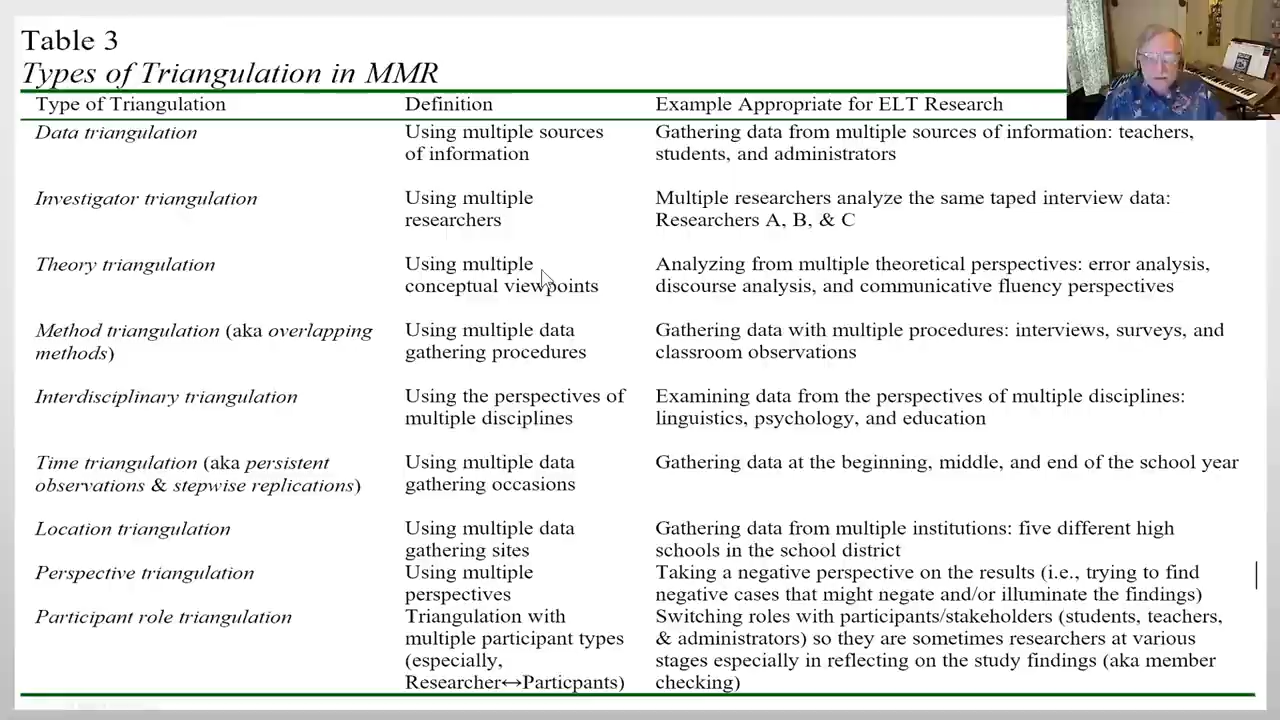 Table 3
Types of Triangulation in MMR
Type of Triangulation Definition Example Appropriate for ELT Research
Data triangulation Using multiple sources Gathering data from multiple sources of information: teachers,
of information students, and administrators
Investigator triangulation Using multiple Multiple researchers analyze the same taped interview data:
researchers Researchers A, B, & C
Theory triangulation Using multiple Analyzing from multiple theoretical perspectives: error analysis,
conceptual viewpoints discourse analysis, and communicative fluency perspectives
Method triangulation (aka overlapping Using multiple data Gathering data with multiple procedures: interviews, surveys, and
methods) gathering procedures classroom observations
Interdisciplinary triangulation Using the perspectives of Examining data from the perspectives of multiple disciplines:
multiple disciplines linguistics, psychology, and education
Time triangulation (aka persistent Using multiple data Gathering data at the beginning, middle, and end of the school year
observations & stepwise replications) gathering occasions
Location triangulation Using multiple data Gathering data from multiple institutions: five different high
gathering sites schools in the school district
Perspective triangulation Using multiple Taking a negative perspective on the results (i.e., trying to find
perspectives negative cases that might negate and/or illuminate the findings)
Participant role triangulation Triangulation with Switching roles with participants/stakeholders (students, teachers,
multiple participant types & administrators) so they are sometimes researchers at various
(especially, stages especially in reflecting on the study findings (aka member
Researcher↔Particpants) checking)